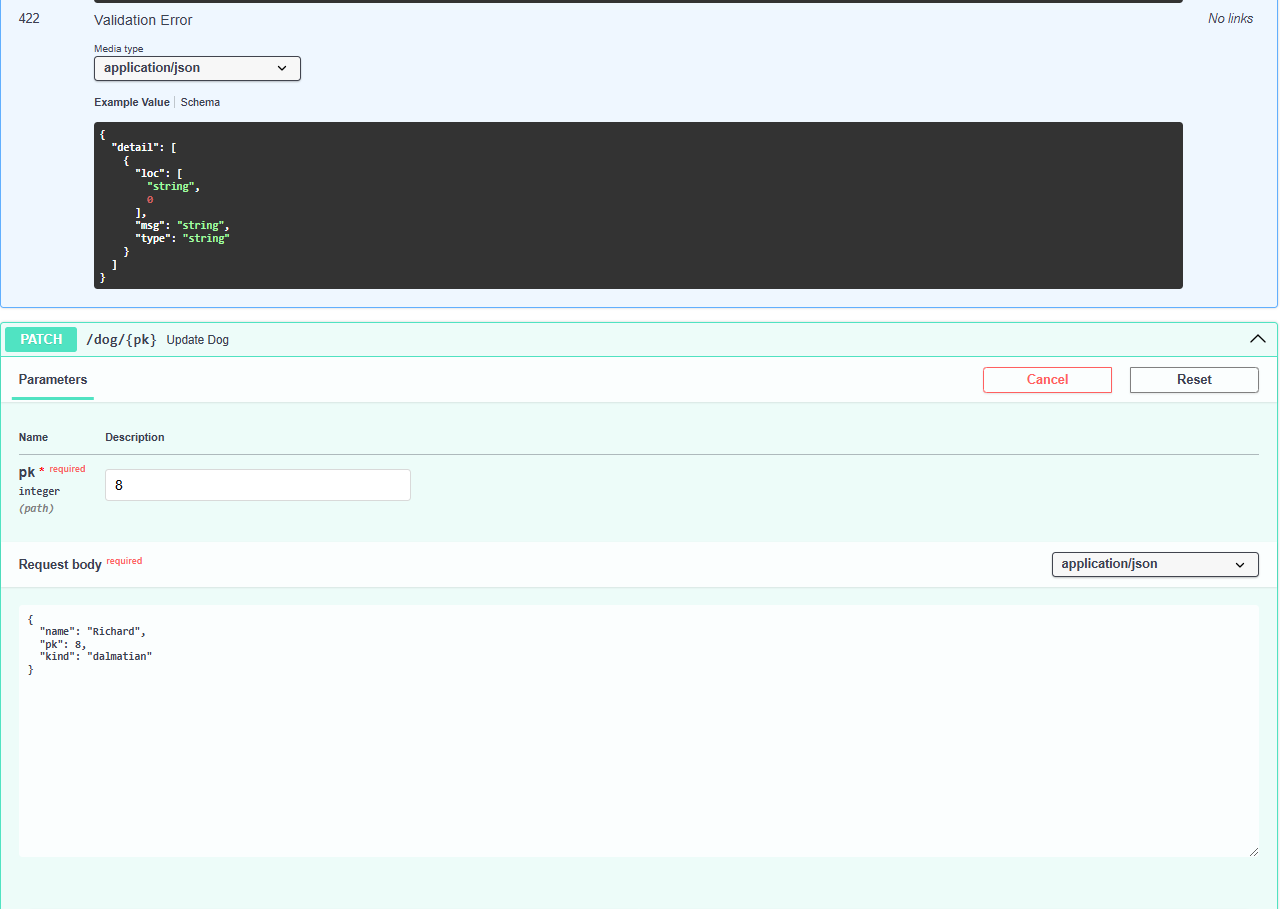 422 Validation Error No links
Media type
application/json
Example Value Schema
{
  "detail": [
    {
      "loc": [
        "string",
        0
      ],
      "msg": "string",
      "type": "string"
    }
  ]
}
PATCH /dog/{pk} Update Dog
Parameters Cancel Reset
Name Description
pk * required
integer
(path)
8
Request body required application/json
{
  "name": "Richard",
  "pk": 8,
  "kind": "dalmatian"
}